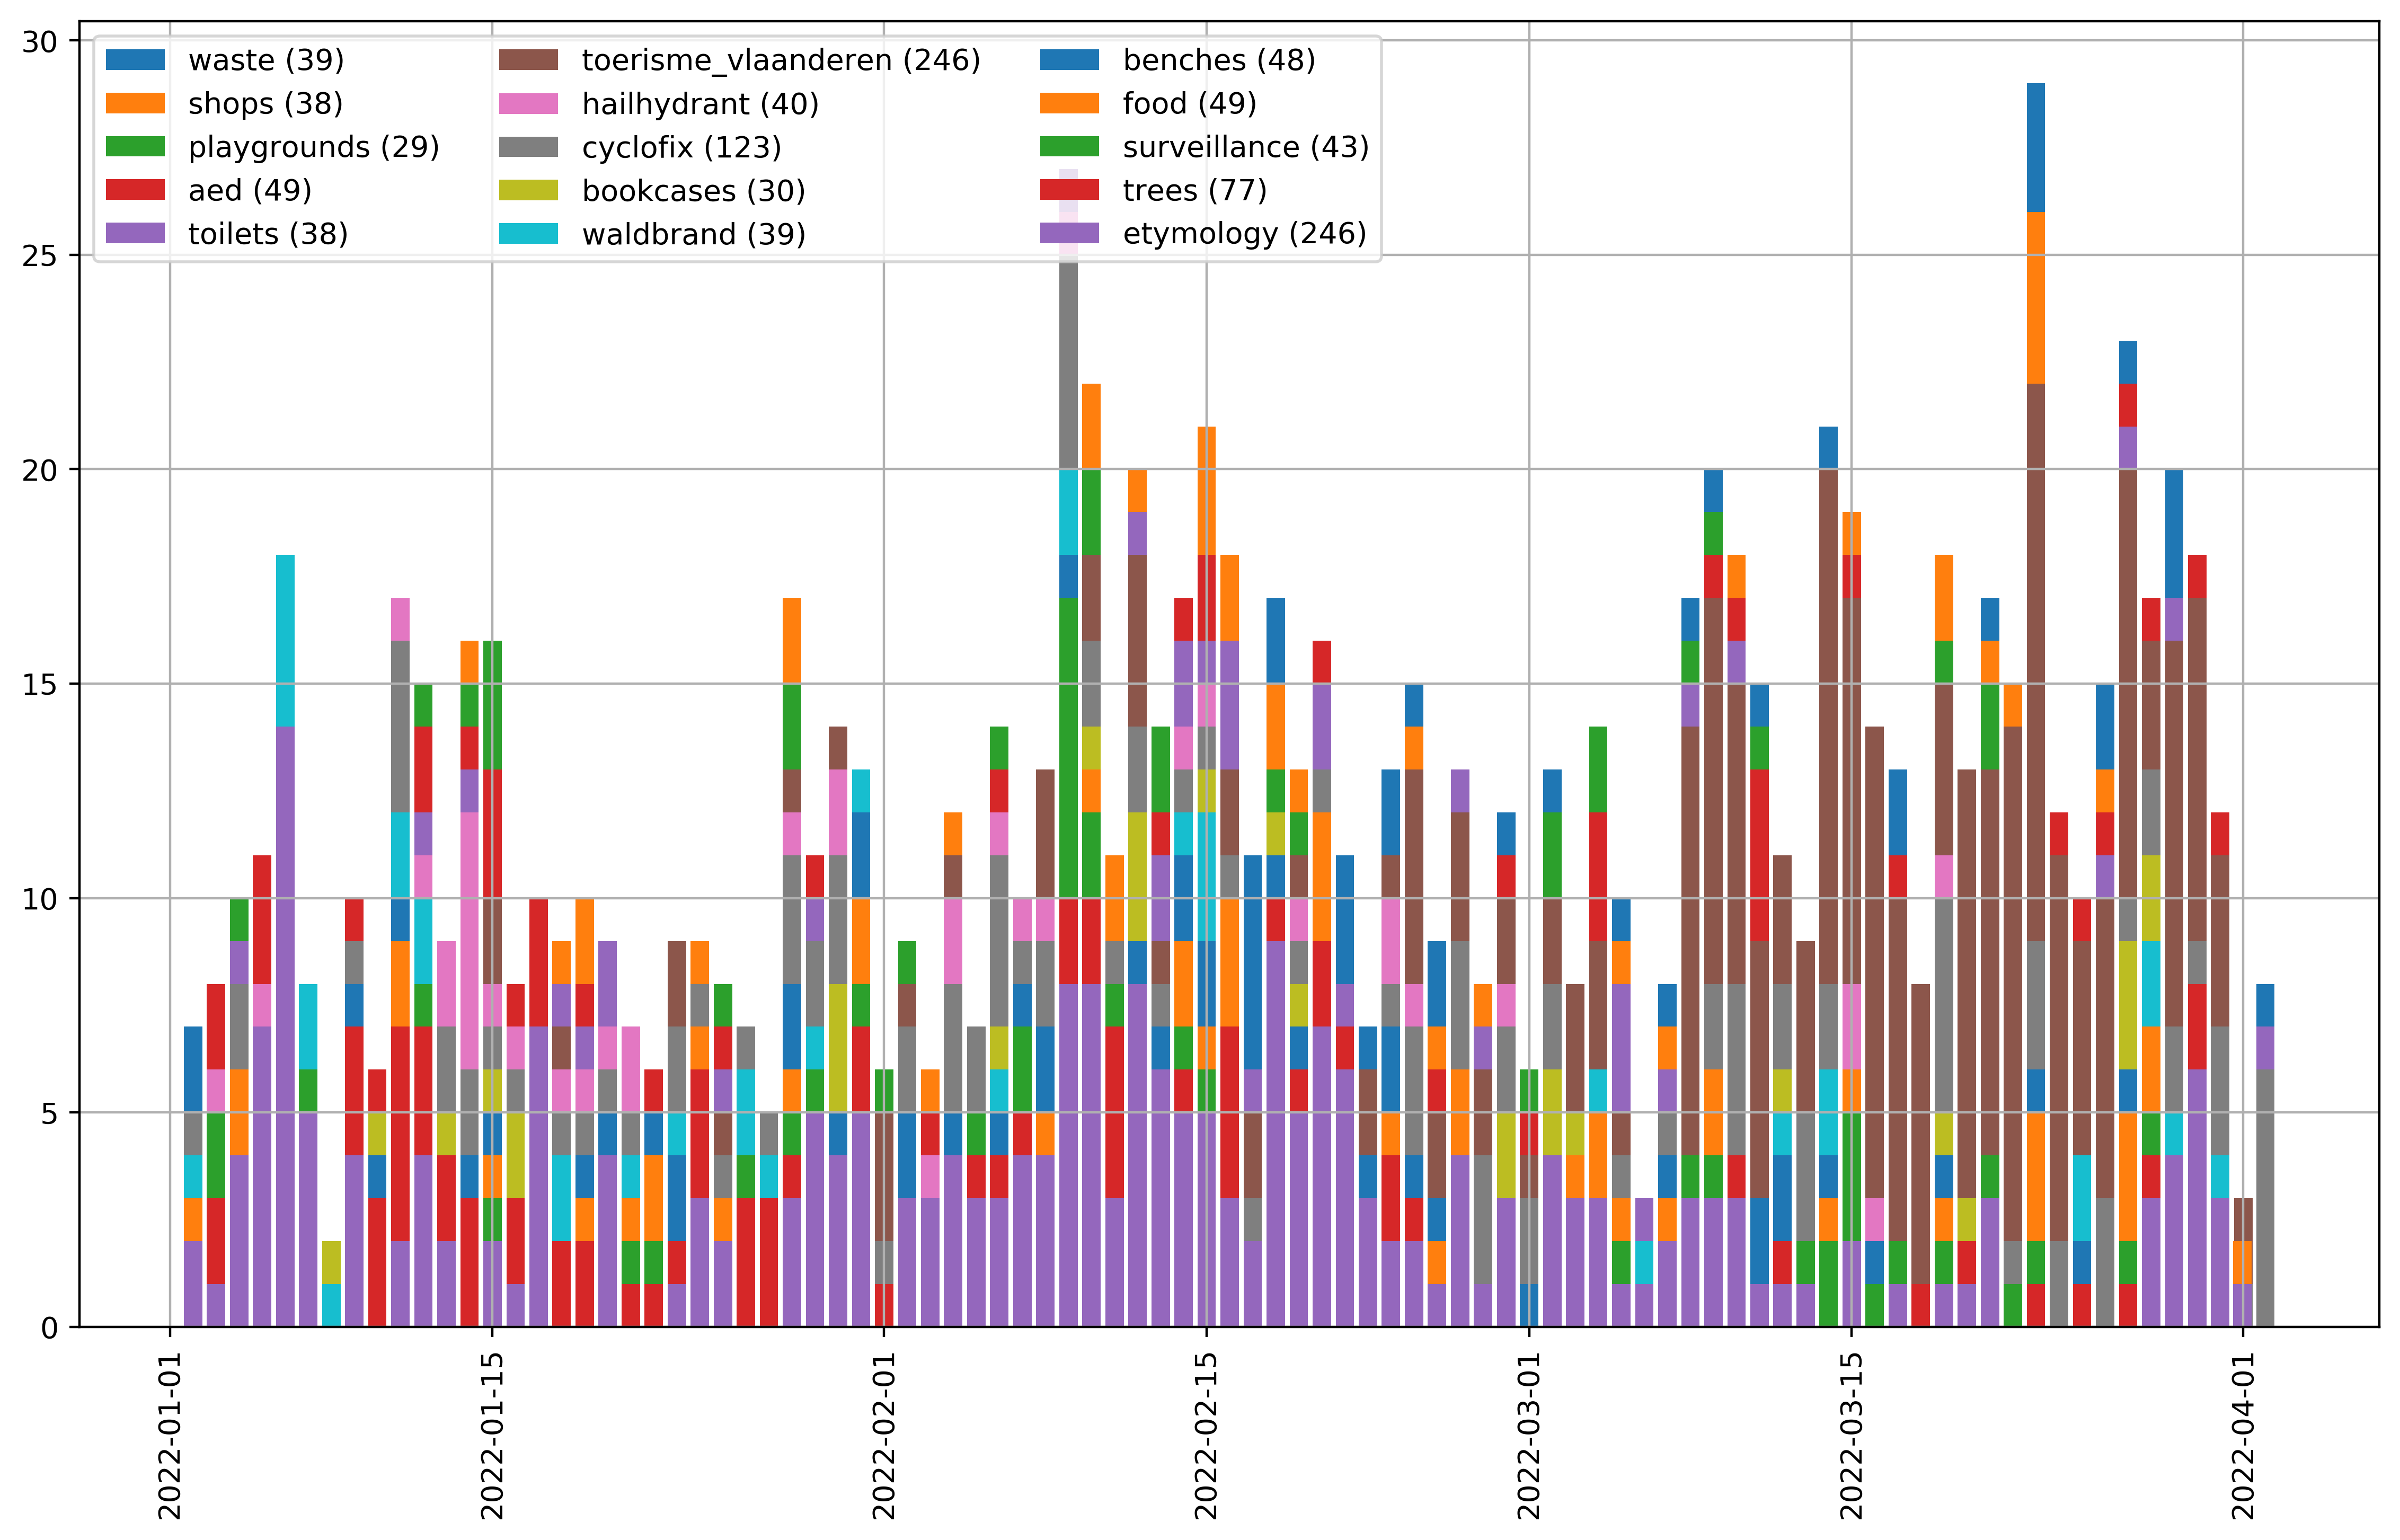 30
25
20
15
10
5
0
waste (39)
shops (38)
playgrounds (29)
aed (49)
toilets (38)
toerisme_vlaanderen (246)
hailhydrant (40)
cyclofix (123)
bookcases (30)
waldbrand (39)
benches (48)
food (49)
surveillance (43)
trees (77)
etymology (246)
2022-01-01
2022-01-15
2022-02-01
2022-02-15
2022-03-01
2022-03-15
2022-04-01